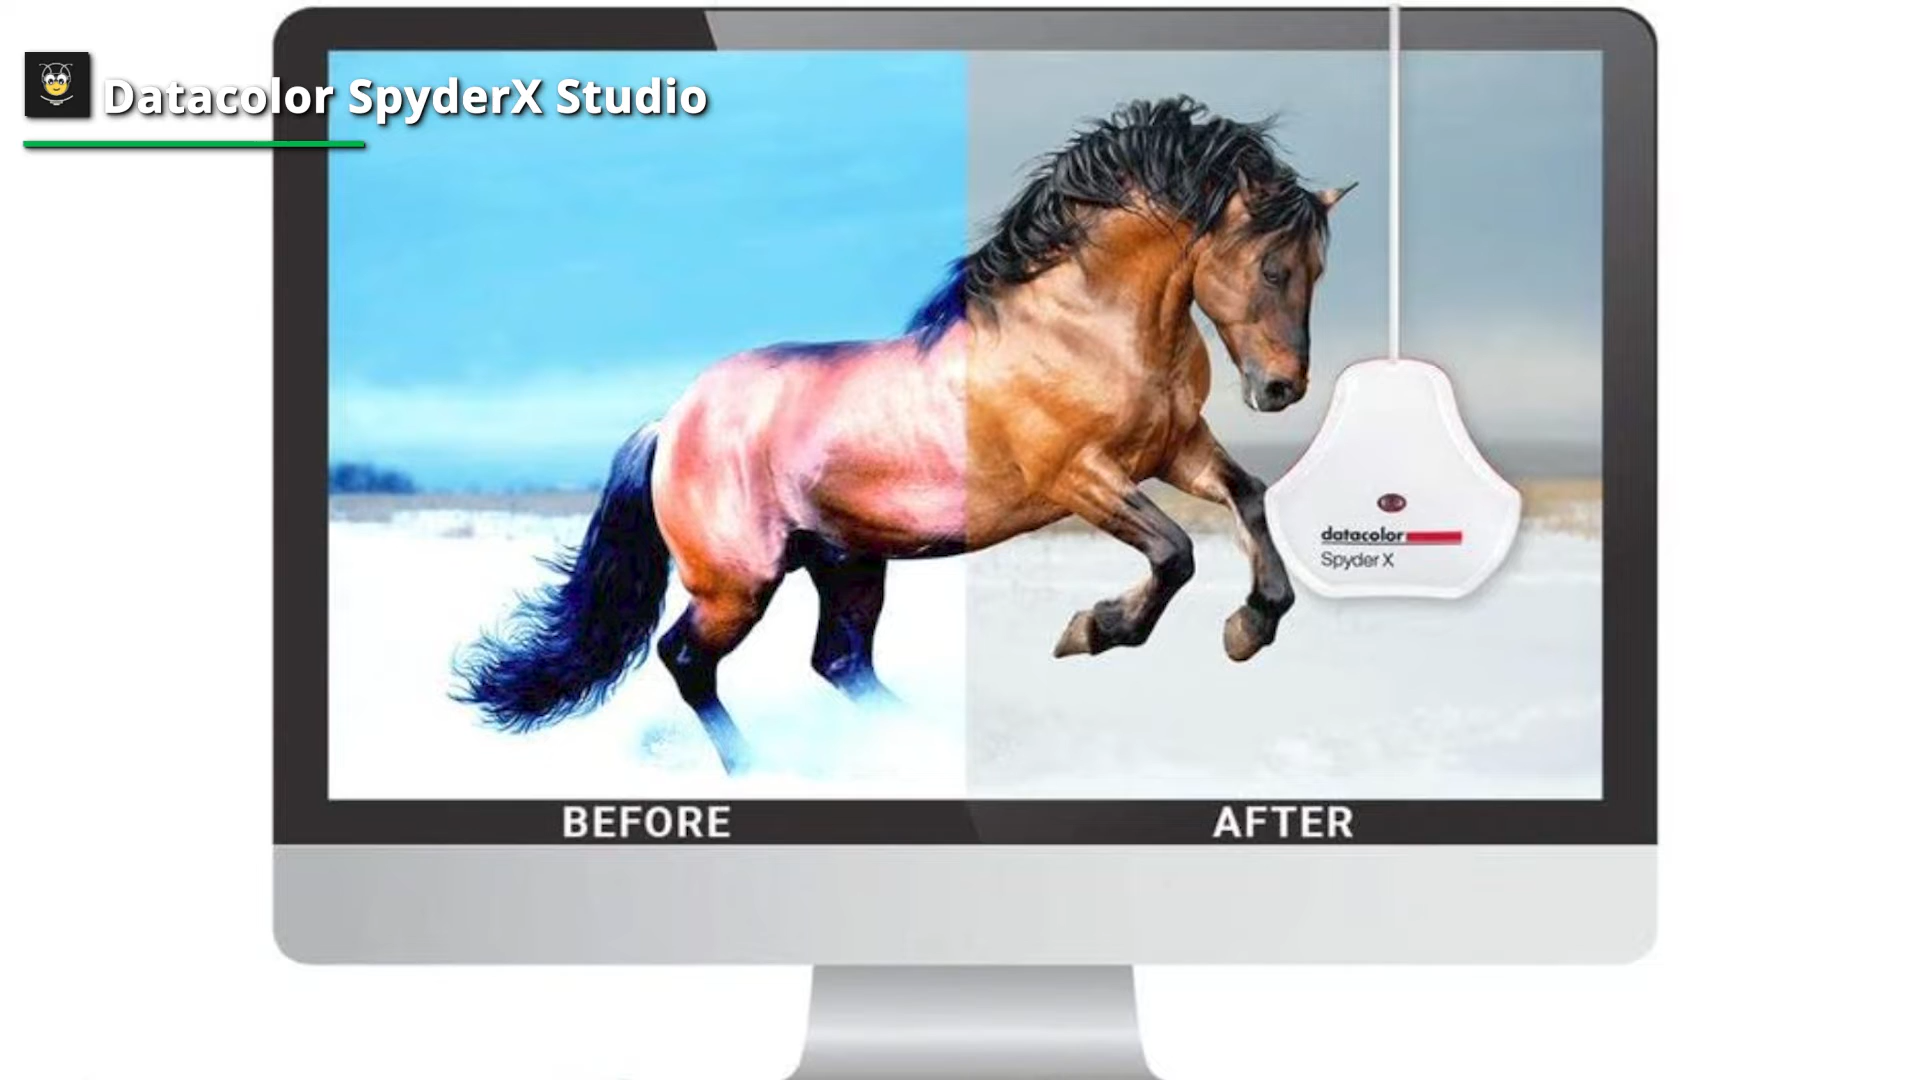 Datacolor SpyderX Studio
datacolor
Spyder X
BEFORE
AFTER